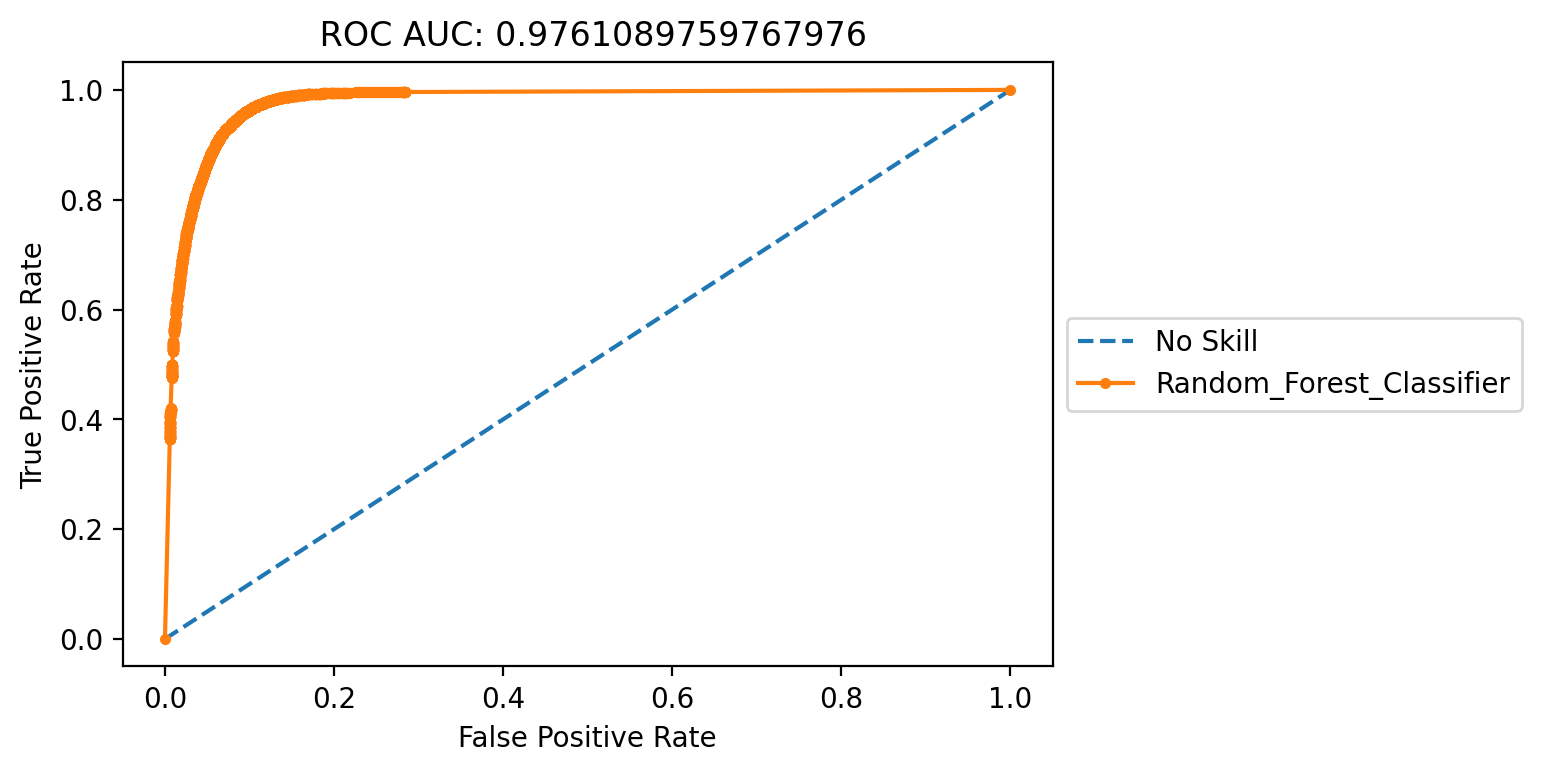 ROC AUC: 0.9761089759767976
True Positive Rate
1.0
0.8
0.6
0.4
0.2
0.0
0.0 0.2 0.4 0.6 0.8 1.0
False Positive Rate
No Skill
Random_Forest_Classifier